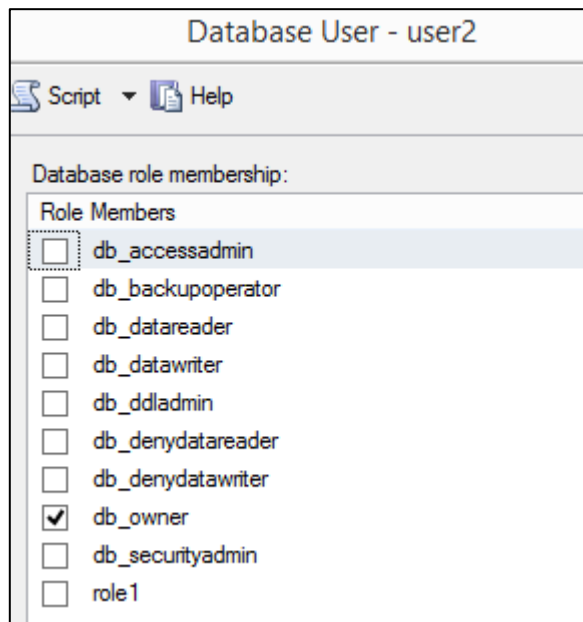 Database User - user2
Script Help
Database role membership:
Role Members
db_accessadmin
db_backupoperator
db_datareader
db_datawriter
db_ddladmin
db_denydatareader
db_denydatawriter
db_owner
db_securityadmin
role1